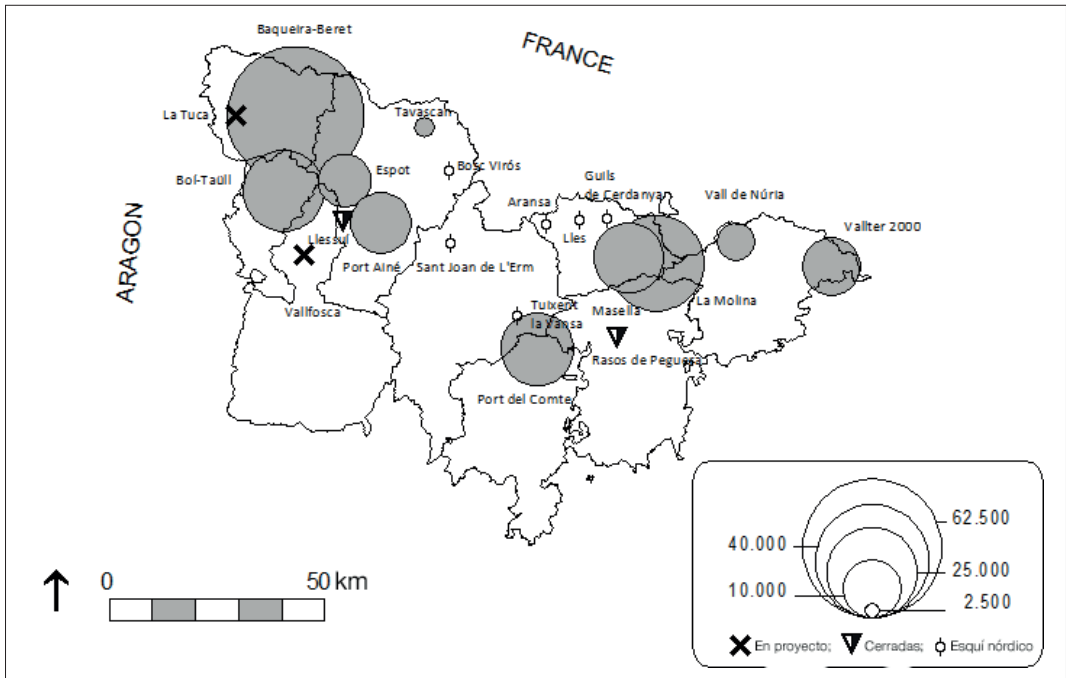 Baqueira-Beret
FRANCE
La Tuca
Tavascan
Bol-Taüll
Espot
Bosc Virós
Guils
de Cerdanya
Vall de Núria
Aransa
Vallter 2000
ARAGON
Llessuí
Lles
Port Ainé
Sant Joan de L'Erm
La Molina
Vallfosca
Tuixent
la Vansa
Masella
Rasos de Peguera
Port del Comte
0
50 km
62.500
40.000
25.000
10.000
2.500
En proyecto;
Cerradas;
Esquí nórdico